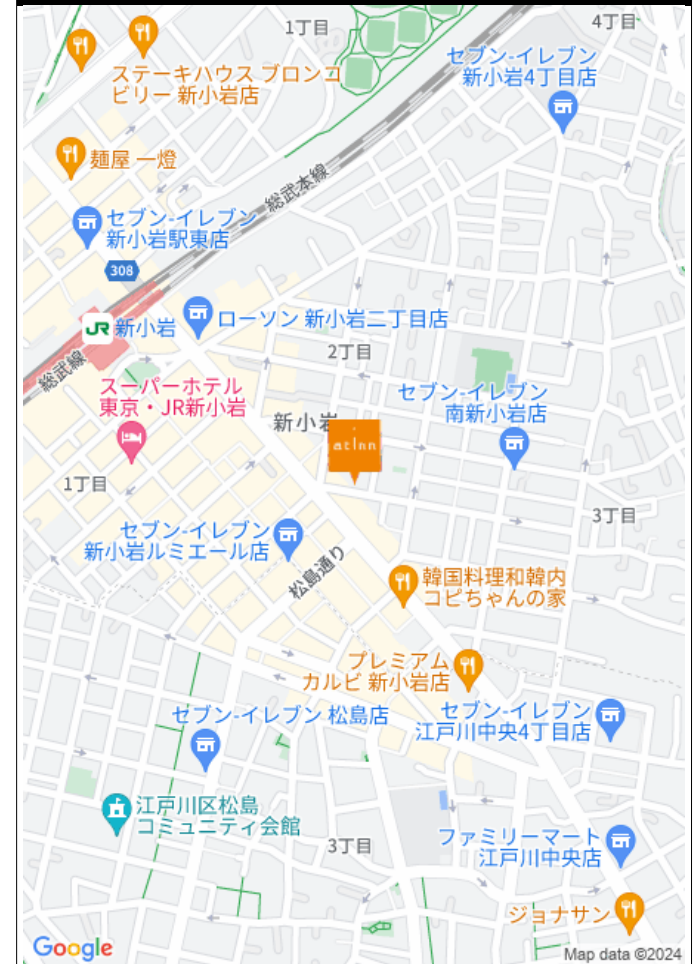 1丁目
4丁目
セブン-イレブン
新小岩4丁目店
ステーキハウス ブロンコ
ビリー 新小岩店
麺屋 一燈
総武本線
セブン-イレブン
新小岩駅東店
308
JR 新小岩
ローソン 新小岩二丁目店
2丁目
総武線
スーパーホテル
東京・JR新小岩
セブン-イレブン
南新小岩店
新小岩
atInn
1丁目
3丁目
セブン-イレブン
新小岩ルミエール店
松島通り
韓国料理和韓内
コピちゃんの家
プレミアム
カルビ 新小岩店
セブン-イレブン 松島店
セブン-イレブン
江戸川中央4丁目店
江戸川区松島
コミュニティ会館
3丁目
ファミリーマート
江戸川中央店
ジョナサン
Google
Map data ©2024